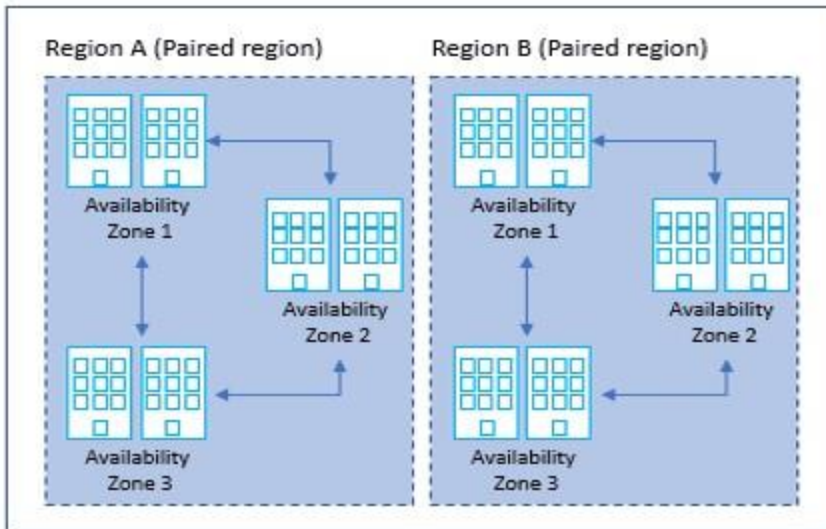 Region A (Paired region)
Region B (Paired region)
Availability
Zone 1
Availability
Zone 2
Availability
Zone 3
Availability
Zone 1
Availability
Zone 2
Availability
Zone 3